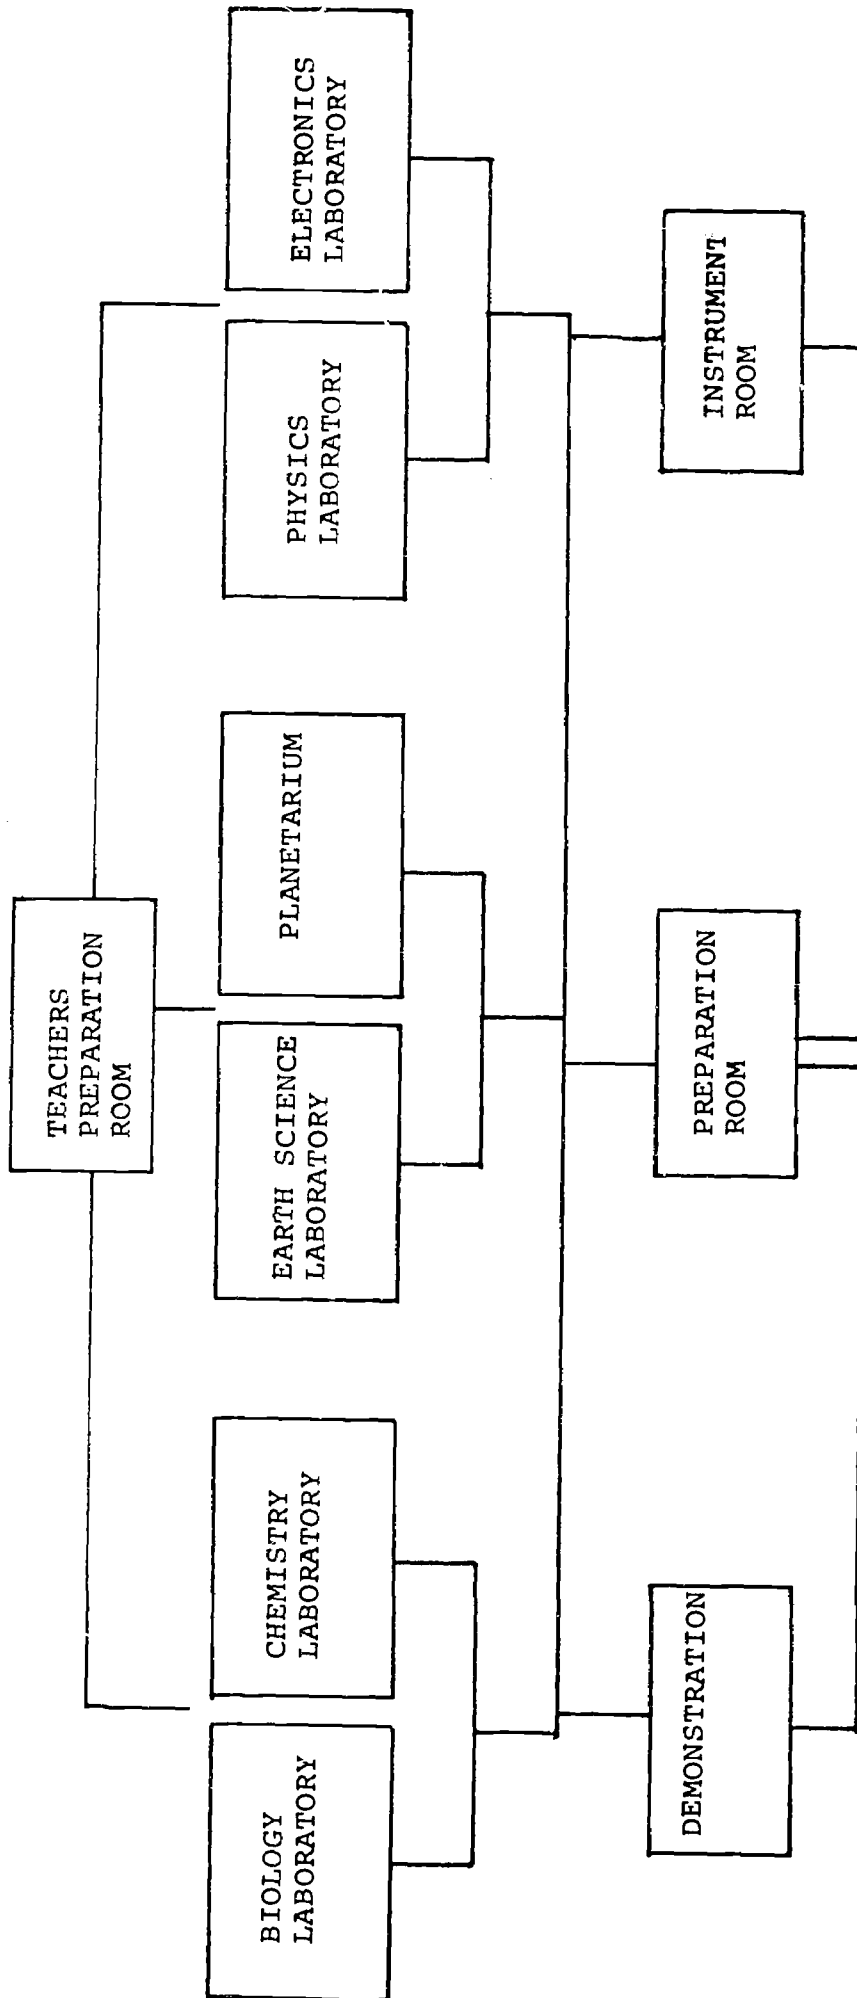 TEACHERS
PREPARATION
ROOM
BIOLOGY
LABORATORY
CHEMISTRY
LABORATORY
EARTH SCIENCE
LABORATORY
PLANETARIUM
PHYSICS
LABORATORY
ELECTRONICS
LABORATORY
DEMONSTRATION
PREPARATION
ROOM
INSTRUMENT
ROOM